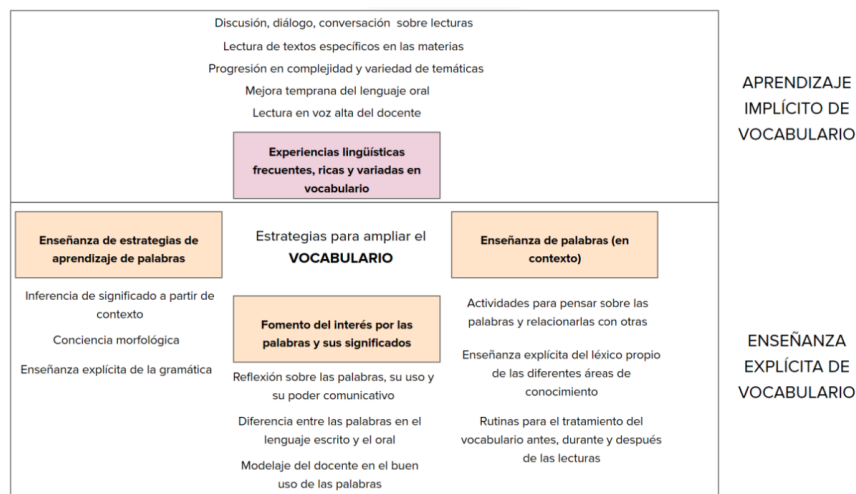 Discusión, diálogo, conversación sobre lecturas
Lectura de textos específicos en las materias
Progresión en complejidad y variedad de temáticas
Mejora temprana del lenguaje oral
Lectura en voz alta del docente
Experiencias lingüísticas
frecuentes, ricas y variadas en
vocabulario
APRENDIZAJE
IMPLÍCITO DE
VOCABULARIO
Enseñanza de estrategias de
aprendizaje de palabras
Inferencia de significado a partir de
contexto
Conciencia morfológica
Enseñanza explícita de la gramática
Estrategias para ampliar el
VOCABULARIO
Fomento del interés por las
palabras y sus significados
Reflexión sobre las palabras, su uso y
su poder comunicativo
Diferencia entre las palabras en el
lenguaje escrito y el oral
Modelaje del docente en el buen
uso de las palabras
Enseñanza de palabras (en
contexto)
Actividades para pensar sobre las
palabras y relacionarlas con otras
Enseñanza explícita del léxico propio
de las diferentes áreas de
conocimiento
Rutinas para el tratamiento del
vocabulario antes, durante y después
de las lecturas
ENSEÑANZA
EXPLÍCITA DE
VOCABULARIO